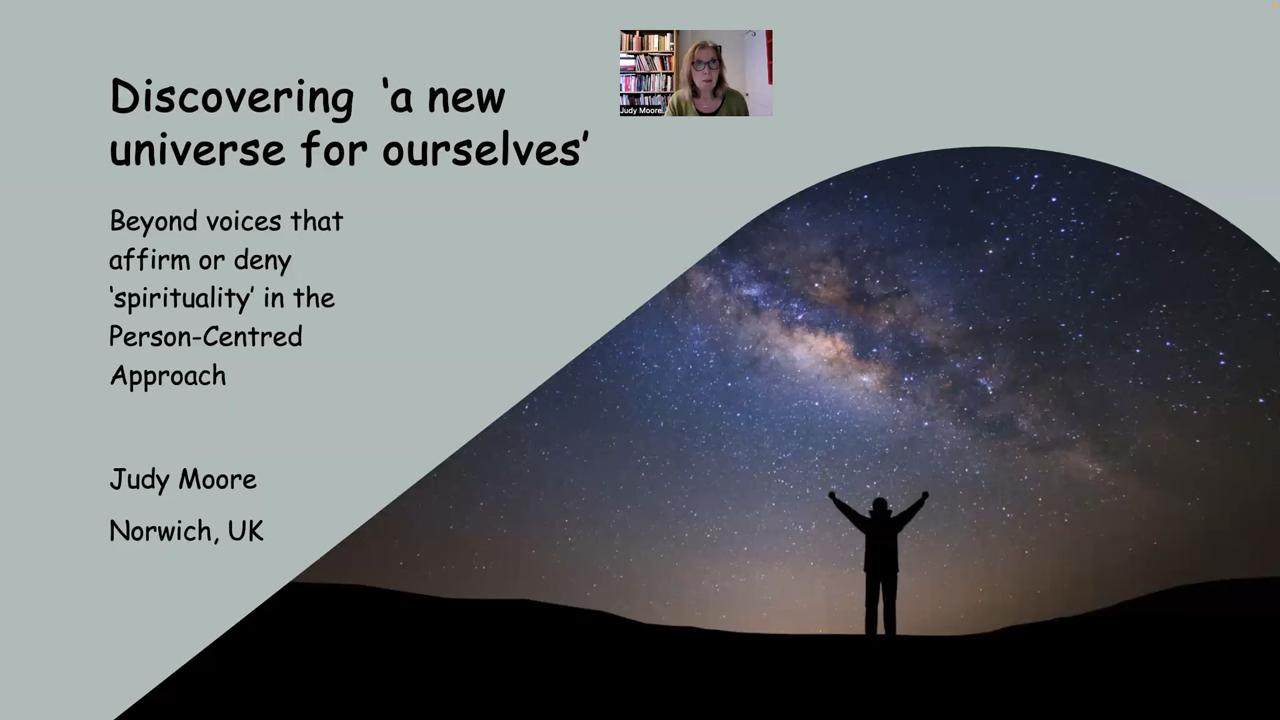 Discovering ‘a new
universe for ourselves’
Beyond voices that
affirm or deny
‘spirituality’ in the
Person-Centred
Approach
Judy Moore
Norwich, UK
Judy Moore